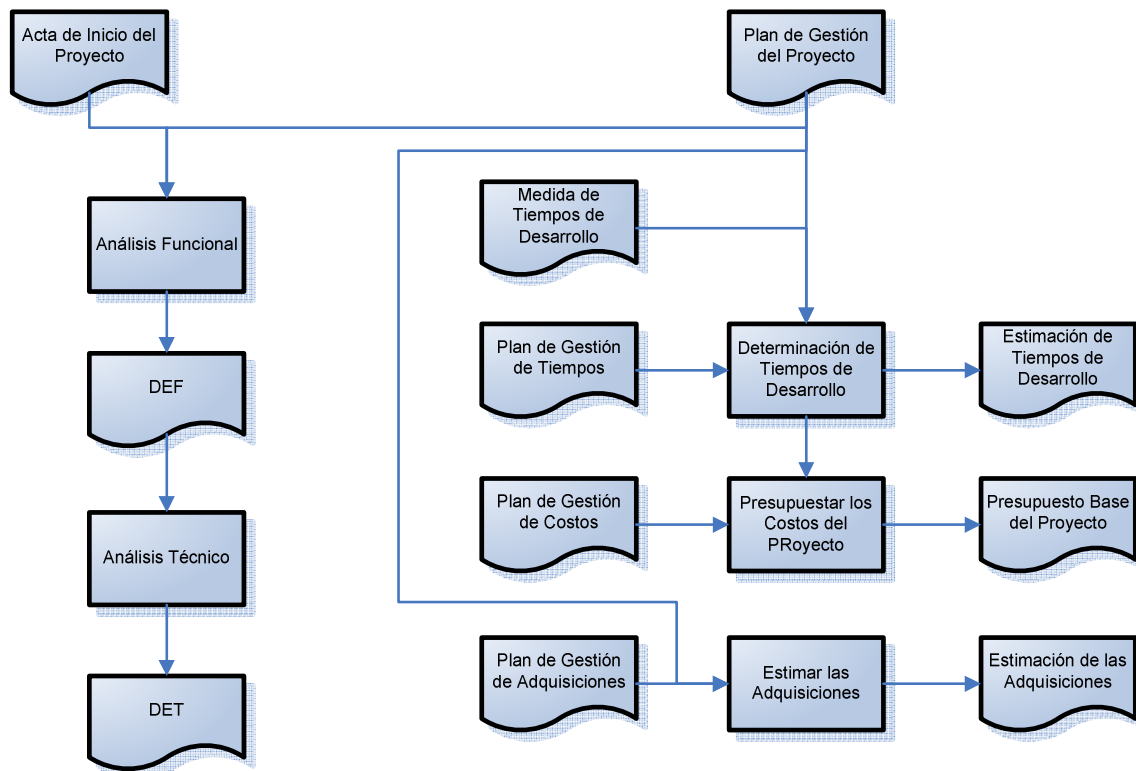 Acta de Inicio del
Proyecto
Plan de Gestión
del Proyecto
Medida de
Tiempos de
Desarrollo
Análisis Funcional
Plan de Gestión
de Tiempos
Determinación de
Tiempos de
Desarrollo
Estimación de
Tiempos de
Desarrollo
DEF
Plan de Gestión
de Costos
Presupuestar los
Costos del
PRoyecto
Presupuesto Base
del Proyecto
Análisis Técnico
Plan de Gestión
de Adquisiciones
Estimar las
Adquisiciones
Estimación de las
Adquisiciones
DET